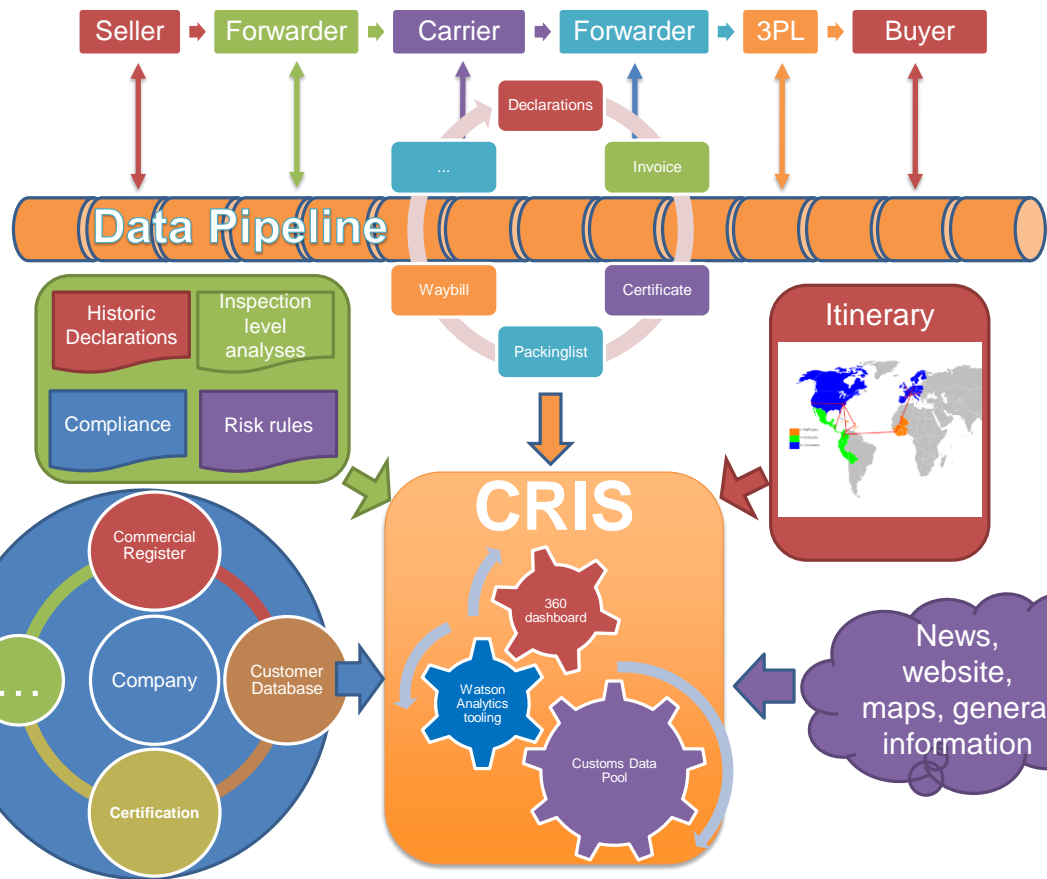 Seller
Forwarder
Carrier
Forwarder
3PL
Buyer
Declarations
...
Invoice
Data Pipeline
Waybill
Certificate
Packinglist
Historic
Declarations
Inspection
level
analyses
Compliance
Risk rules
Itinerary
CRIS
360
dashboard
Watson
Analytics
tooling
Customs Data
Pool
Commercial
Register
...
Company
Customer
Database
Certification
News,
website,
maps, genera
information